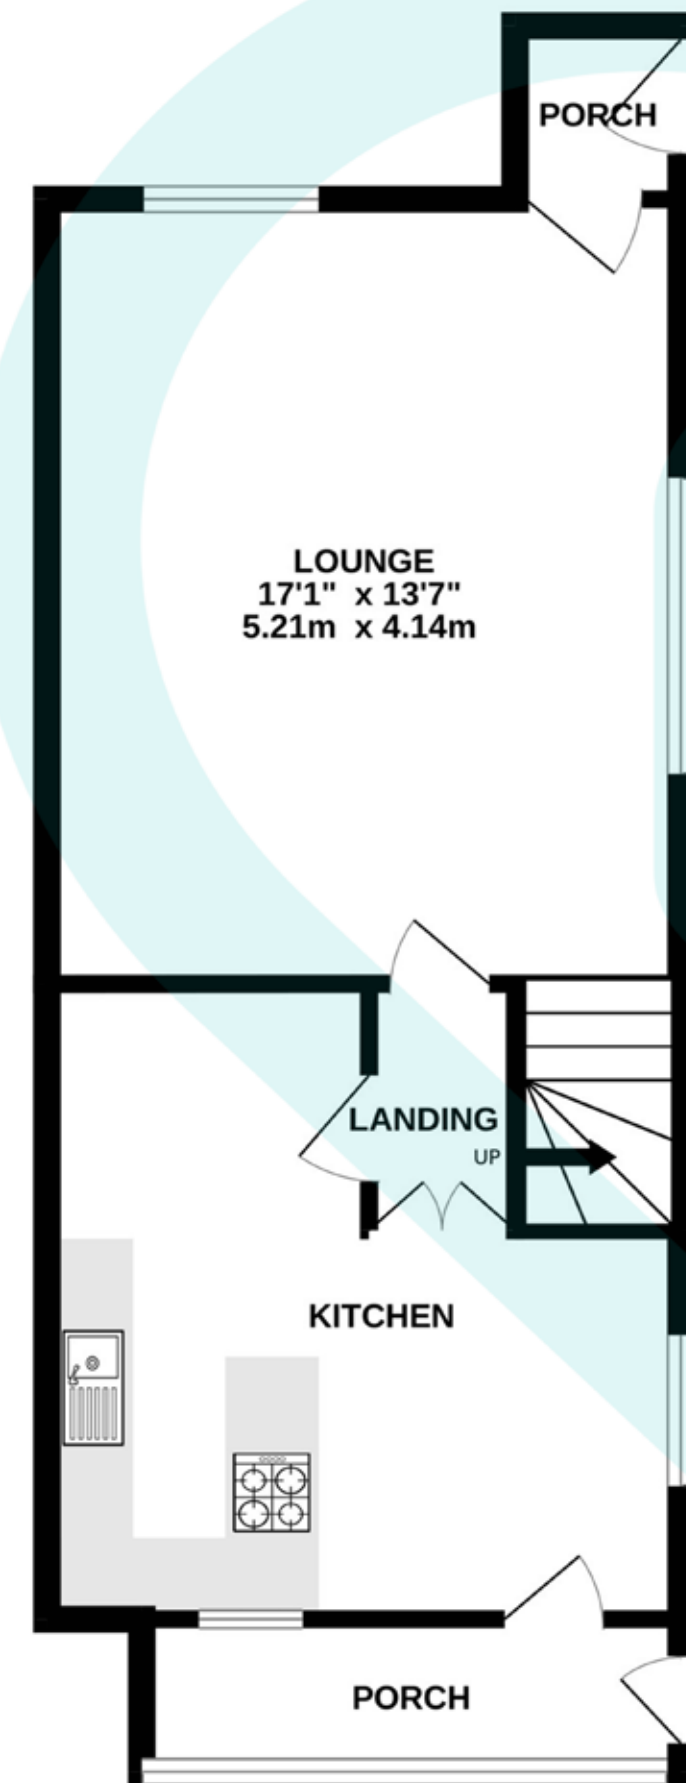 PORCH
LOUNGE
17'1" x 13'7"
5.21m x 4.14m
LANDING
UP
KITCHEN
PORCH